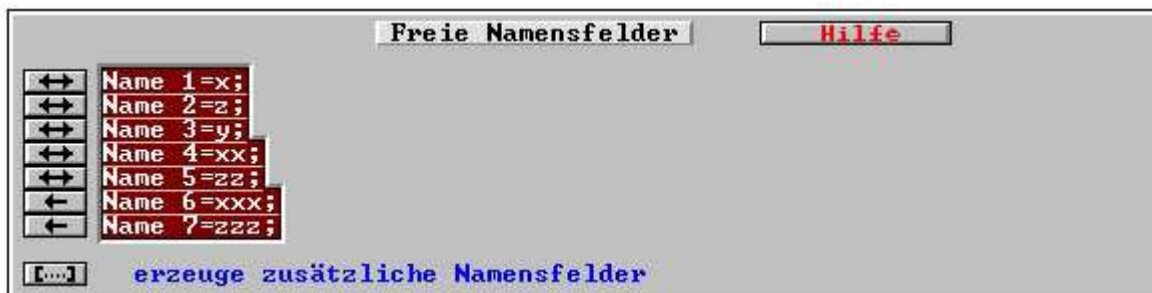 Freie Namensfelder Hilfe
Name 1=x;
Name 2=z;
Name 3=y;
Name 4=xx;
Name 5=zz;
Name 6=xxx;
Name 7=zzz;
[....] erzeuge zusätzliche Namensfelder